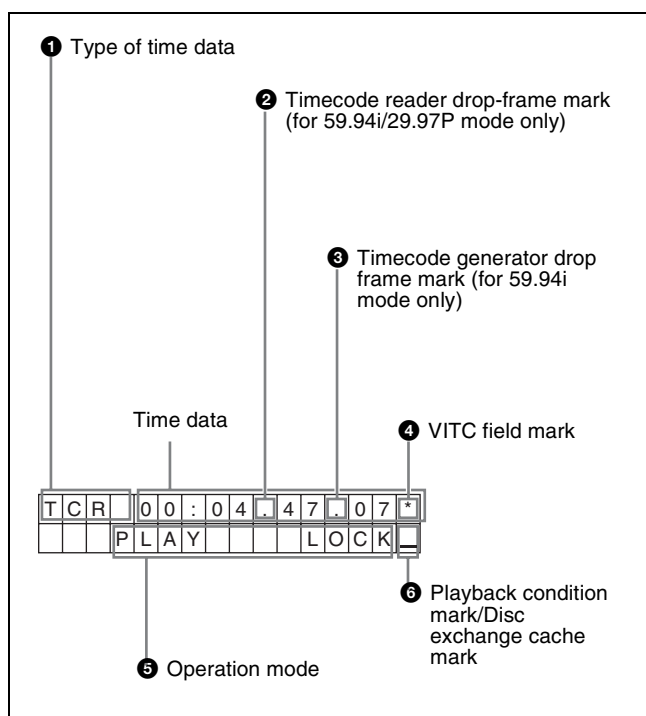 ❶ Type of time data
❷ Timecode reader drop-frame mark
(for 59.94i/29.97P mode only)
❸ Timecode generator drop
frame mark (for 59.94i
mode only)
Time data
❹ VITC field mark
TCR 00:04.47.07*
PLAY LOCK_
❻ Playback condition
mark/Disc
exchange cache
mark
❺ Operation mode